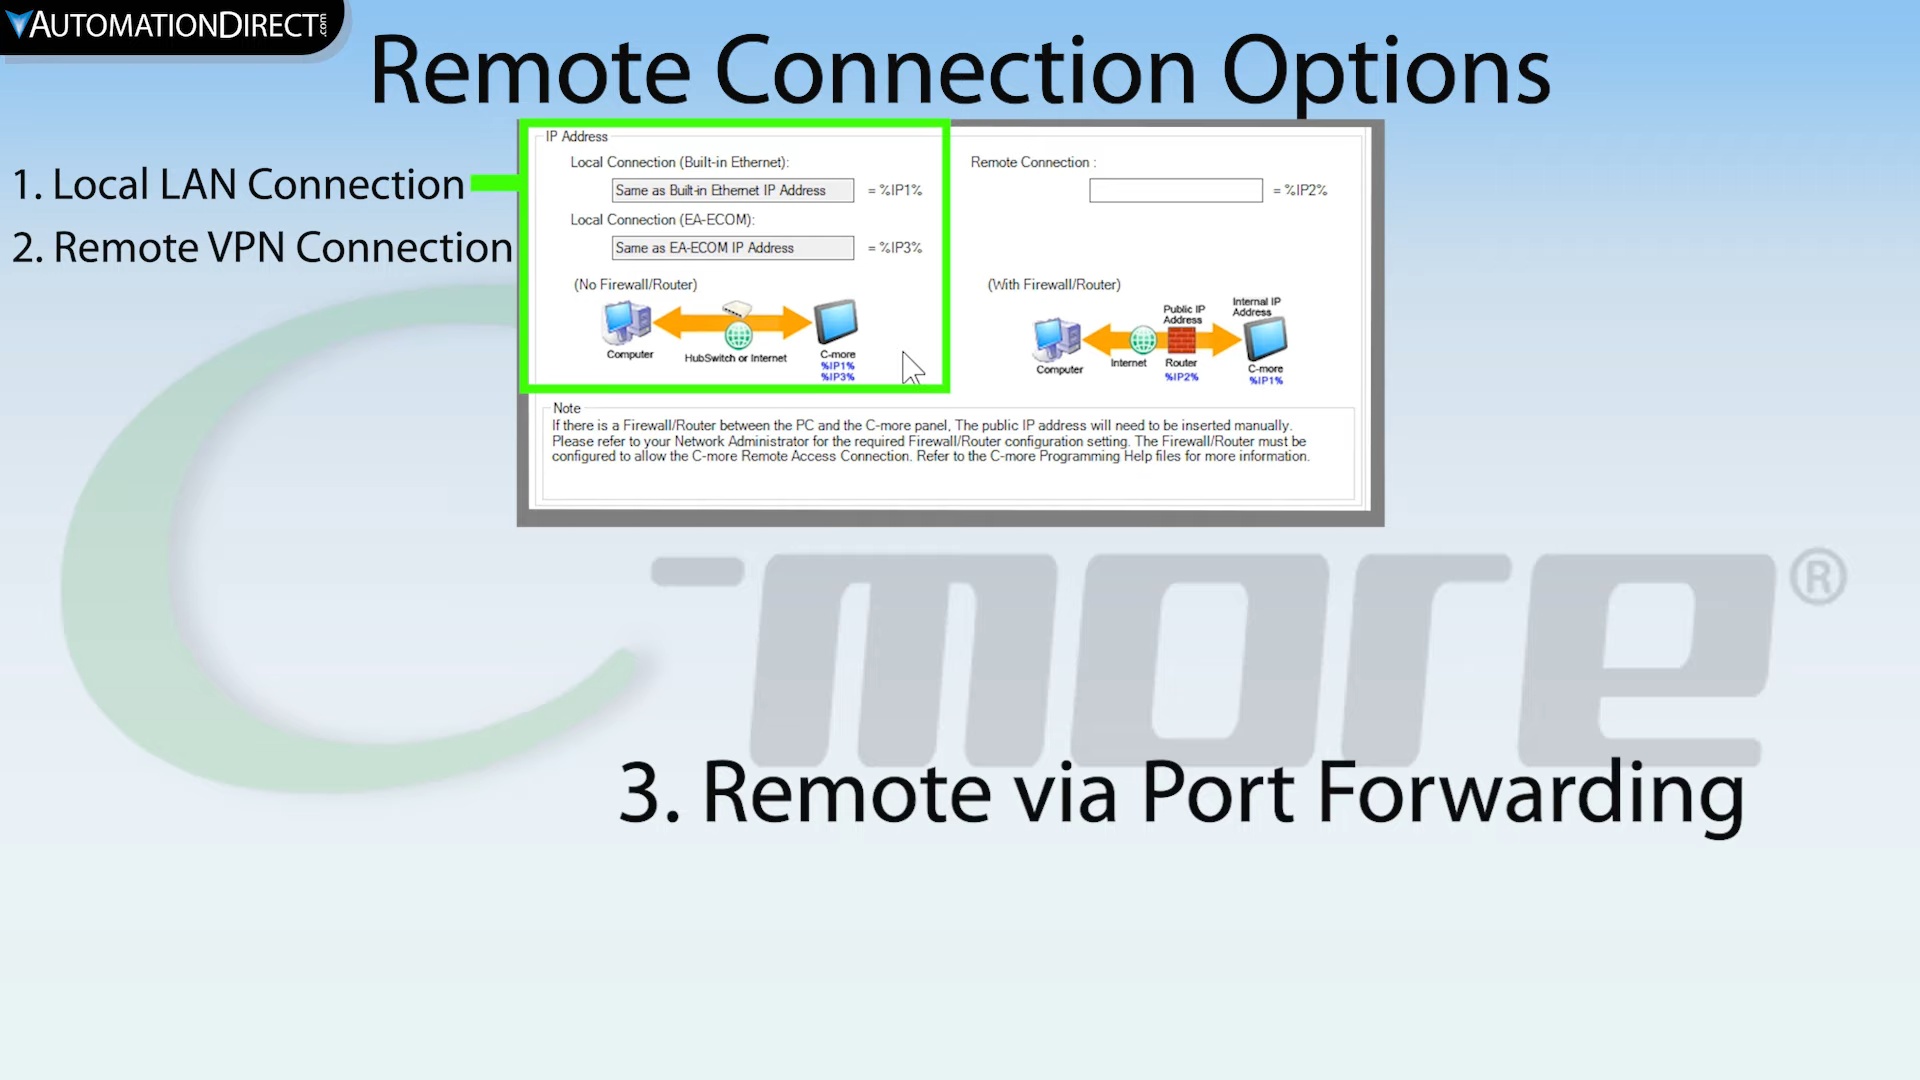 AUTOMATIONDIRECT.com
Remote Connection Options
1. Local LAN Connection
2. Remote VPN Connection
IP Address
Local Connection (Built-in Ethernet):
Same as Built-in Ethernet IP Address = %IP1%
Local Connection (EA-ECOM):
Same as EA-ECOM IP Address = %IP3%
(No Firewall/Router)
Computer
HubSwitch or Internet
C-more
%IP1%
%IP3%
Remote Connection :
= %IP2%
(With Firewall/Router)
Public IP
Address
Internal IP
Address
Computer
Internet
Router
%IP2%
C-more
%IP1%
Note
If there is a Firewall/Router between the PC and the C-more panel, The public IP address will need to be inserted manually.
Please refer to your Network Administrator for the required Firewall/Router configuration setting. The Firewall/Router must be
configured to allow the C-more Remote Access Connection. Refer to the C-more Programming Help files for more information.
C-more®
3. Remote via Port Forwarding